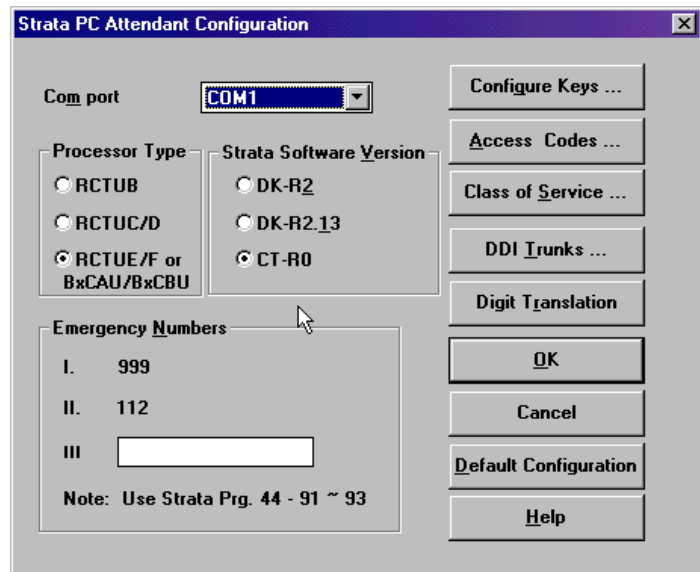 Strata PC Attendant Configuration
Com port
COM1
Processor Type
RCTUB
RCTUC/D
RCTUE/F or
BxCAU/BxCBU
Strata Software Version
DK-R2
DK-R2.13
CT-R0
Emergency Numbers
I. 999
II. 112
III
Note: Use Strata Prg. 44 - 91 ~ 93
Configure Keys ...
Access Codes ...
Class of Service ...
DDI Trunks ...
Digit Translation
OK
Cancel
Default Configuration
Help